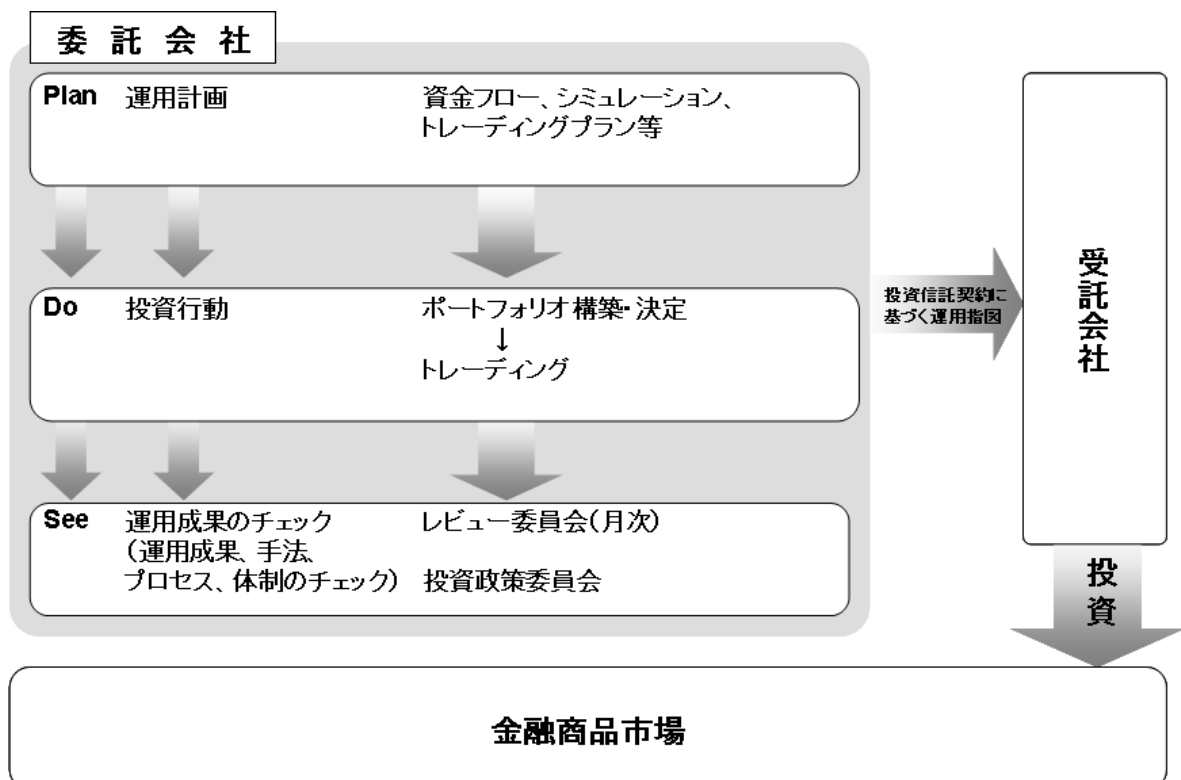 委託会社
Plan 運用計画 資金フロー、シミュレーション、
トレーディングプラン等
Do 投資行動 ポートフォリオ構築・決定
↓
トレーディング
See 運用成果のチェック レビュー委員会(月次)
(運用成果、手法、
プロセス、体制のチェック) 投資政策委員会
投資信託契約に
基づく運用指図
受託会社
投資
金融商品市場